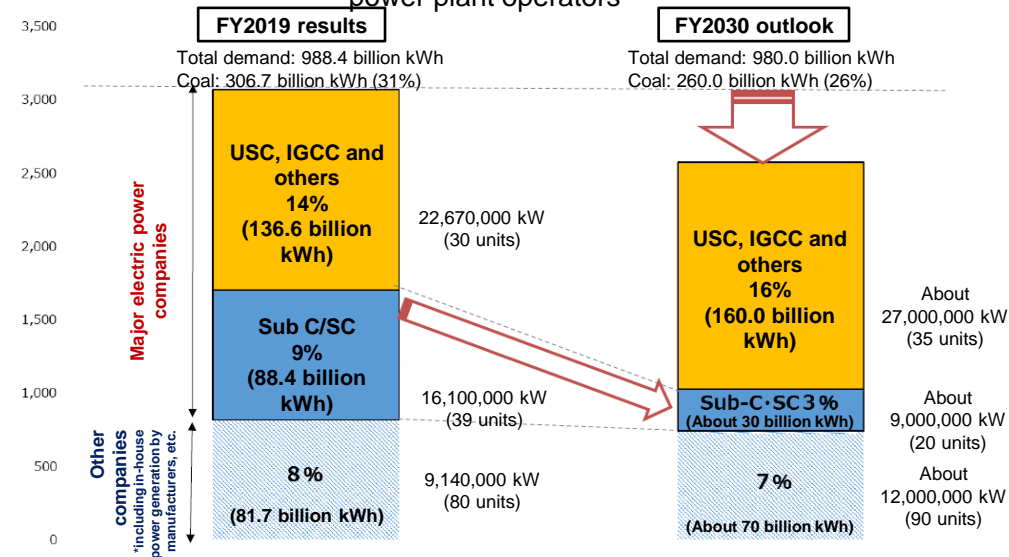 power plant operators
FY2019 results
FY2030 outlook
Total demand: 988.4 billion kWh
Coal: 306.7 billion kWh (31%)
Total demand: 980.0 billion kWh
Coal: 260.0 billion kWh (26%)
3,500
3,000
2,500
2,000
1,500
1,000
500
0
Major electric power
companies
Other
companies
*including in-house
power generation by
manufacturers, etc.
USC, IGCC and
others
14%
(136.6 billion
kWh)
22,670,000 kW
(30 units)
Sub C/SC
9%
(88.4 billion
kWh)
16,100,000 kW
(39 units)
8%
(81.7 billion kWh)
9,140,000 kW
(80 units)
USC, IGCC and
others
16%
(160.0 billion
kWh)
About
27,000,000 kW
(35 units)
Sub-C･SC3%
(About 30 billion kWh)
About
9,000,000 kW
(20 units)
7%
(About 70 billion kWh)
About
12,000,000 kW
(90 units)